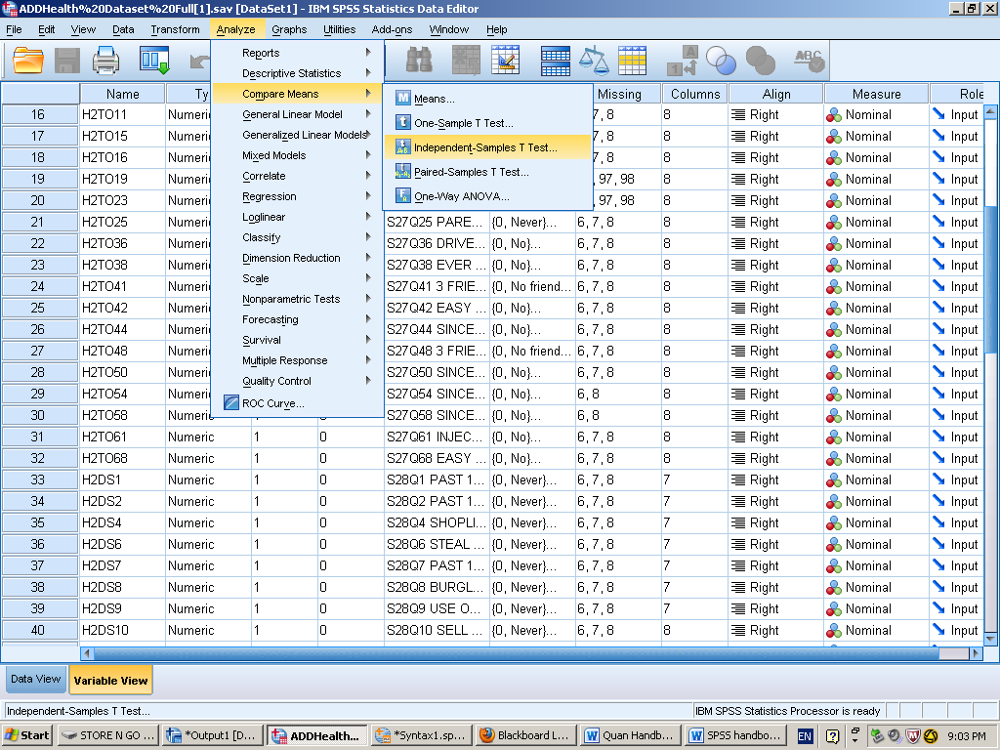 ADDHealth%20Dataset%20Full[1].sav [DataSet1] - IBM SPSS Statistics Data Editor
File Edit View Data Transform Analyze Graphs Utilities Add-ons Window Help
Reports
Descriptive Statistics
Compare Means
General Linear Model
Generalized Linear Models
Mixed Models
Correlate
Regression
Loglinear
Classify
Dimension Reduction
Scale
Nonparametric Tests
Forecasting
Survival
Multiple Response
Quality Control
ROC Curve...
Means...
One-Sample T Test...
Independent-Samples T Test...
Paired-Samples T Test...
One-Way ANOVA...
Name Ty Missing Columns Align Measure Role
16 H2TO11 Numeri 7, 8 8 Right Nominal Input
17 H2TO15 Numeri 7, 8 8 Right Nominal Input
18 H2TO16 Numeri 7, 8 8 Right Nominal Input
19 H2TO19 Numeri , 97, 98 8 Right Nominal Input
20 H2TO23 Numeri , 97, 98 8 Right Nominal Input
21 H2TO25 Numeri S27Q25 PARE... {0, Never}... 6, 7, 8 8 Right Nominal Input
22 H2TO36 Numeri S27Q36 DRIVE... {0, No}... 6, 7, 8 8 Right Nominal Input
23 H2TO38 Numeri S27Q38 EVER ... {0, No}... 6, 7, 8 8 Right Nominal Input
24 H2TO41 Numeri S27Q41 3 FRIE... {0, No friend... 6, 7, 8 8 Right Nominal Input
25 H2TO42 Numeri S27Q42 EASY ... {0, No}... 6, 7, 8 8 Right Nominal Input
26 H2TO44 Numeri S27Q44 SINCE... {0, No}... 6, 7, 8 8 Right Nominal Input
27 H2TO48 Numeri S27Q48 3 FRIE... {0, No friend... 6, 7, 8 8 Right Nominal Input
28 H2TO50 Numeri S27Q50 SINCE... {0, No}... 6, 7, 8 8 Right Nominal Input
29 H2TO54 Numeri S27Q54 SINCE... {0, No}... 6, 8 8 Right Nominal Input
30 H2TO58 Numeric 1 0 S27Q58 SINCE... {0, No}... 6, 8 8 Right Nominal Input
31 H2TO61 Numeric 1 0 S27Q61 INJEC... {0, No}... 6, 7, 8 8 Right Nominal Input
32 H2TO68 Numeric 1 0 S27Q68 EASY ... {0, No}... 6, 7, 8 8 Right Nominal Input
33 H2DS1 Numeric 1 0 S28Q1 PAST 1... {0, Never}... 6, 7, 8 7 Right Nominal Input
34 H2DS2 Numeric 1 0 S28Q2 PAST 1... {0, Never}... 6, 7, 8 7 Right Nominal Input
35 H2DS4 Numeric 1 0 S28Q4 SHOPLI... {0, Never}... 6, 7, 8 7 Right Nominal Input
36 H2DS6 Numeric 1 0 S28Q6 STEAL ... {0, Never}... 6, 7, 8 7 Right Nominal Input
37 H2DS7 Numeric 1 0 S28Q7 PAST 1... {0, Never}... 6, 7, 8 7 Right Nominal Input
38 H2DS8 Numeric 1 0 S28Q8 BURGL... {0, Never}... 6, 7, 8 7 Right Nominal Input
39 H2DS9 Numeric 1 0 S28Q9 USE O... {0, Never}... 6, 7, 8 7 Right Nominal Input
40 H2DS10 Numeric 1 0 S28Q10 SELL ... {0, Never}... 6, 7, 8 8 Right Nominal Input
Data View Variable View
Independent-Samples T Test... IBM SPSS Statistics Processor is ready
Start STORE N GO ... *Output1 [D... ADDHealth... *Syntax1.sp... Blackboard L... Quan Handb... SPSS handbo... EN 9:03 PM